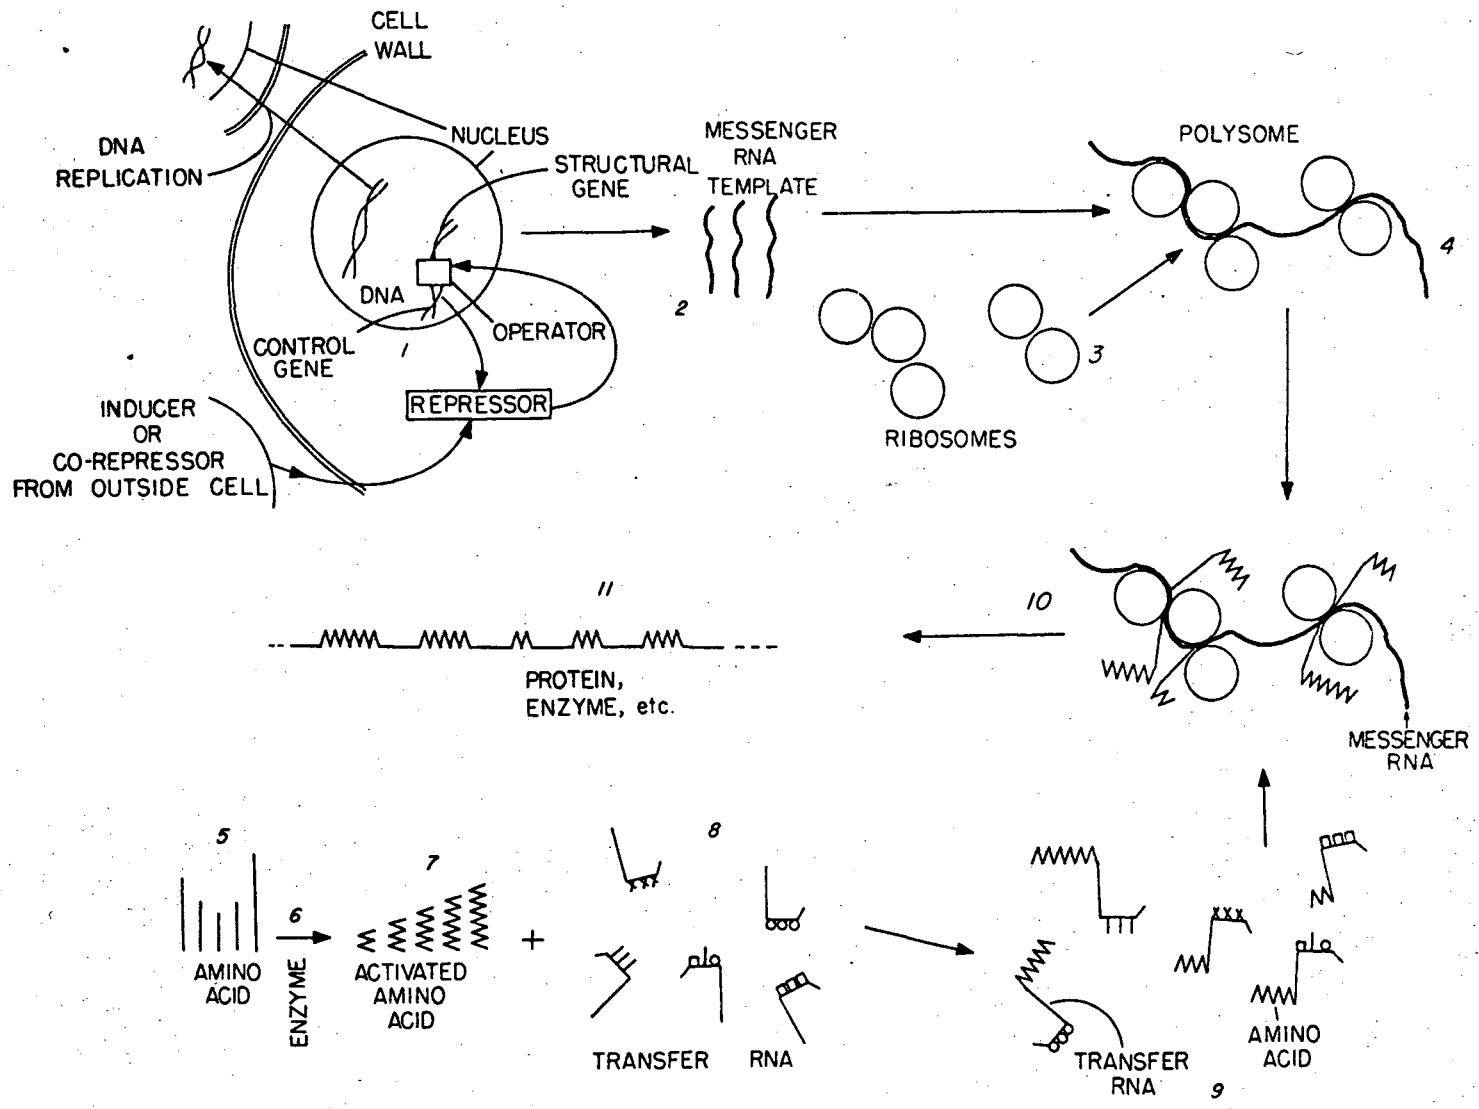 CELL
WALL
DNA
REPLICATION
NUCLEUS
STRUCTURAL
GENE
DNA
OPERATOR
CONTROL
GENE
1
REPRESSOR
INDUCER
OR
CO-REPRESSOR
FROM OUTSIDE CELL
MESSENGER
RNA
TEMPLATE
2
RIBOSOMES
3
POLYSOME
4
10
MESSENGER
RNA
11
PROTEIN,
ENZYME, etc.
5
AMINO
ACID
6
ENZYME
7
ACTIVATED
AMINO
ACID
+
8
TRANSFER RNA
TRANSFER
RNA
9
AMINO
ACID